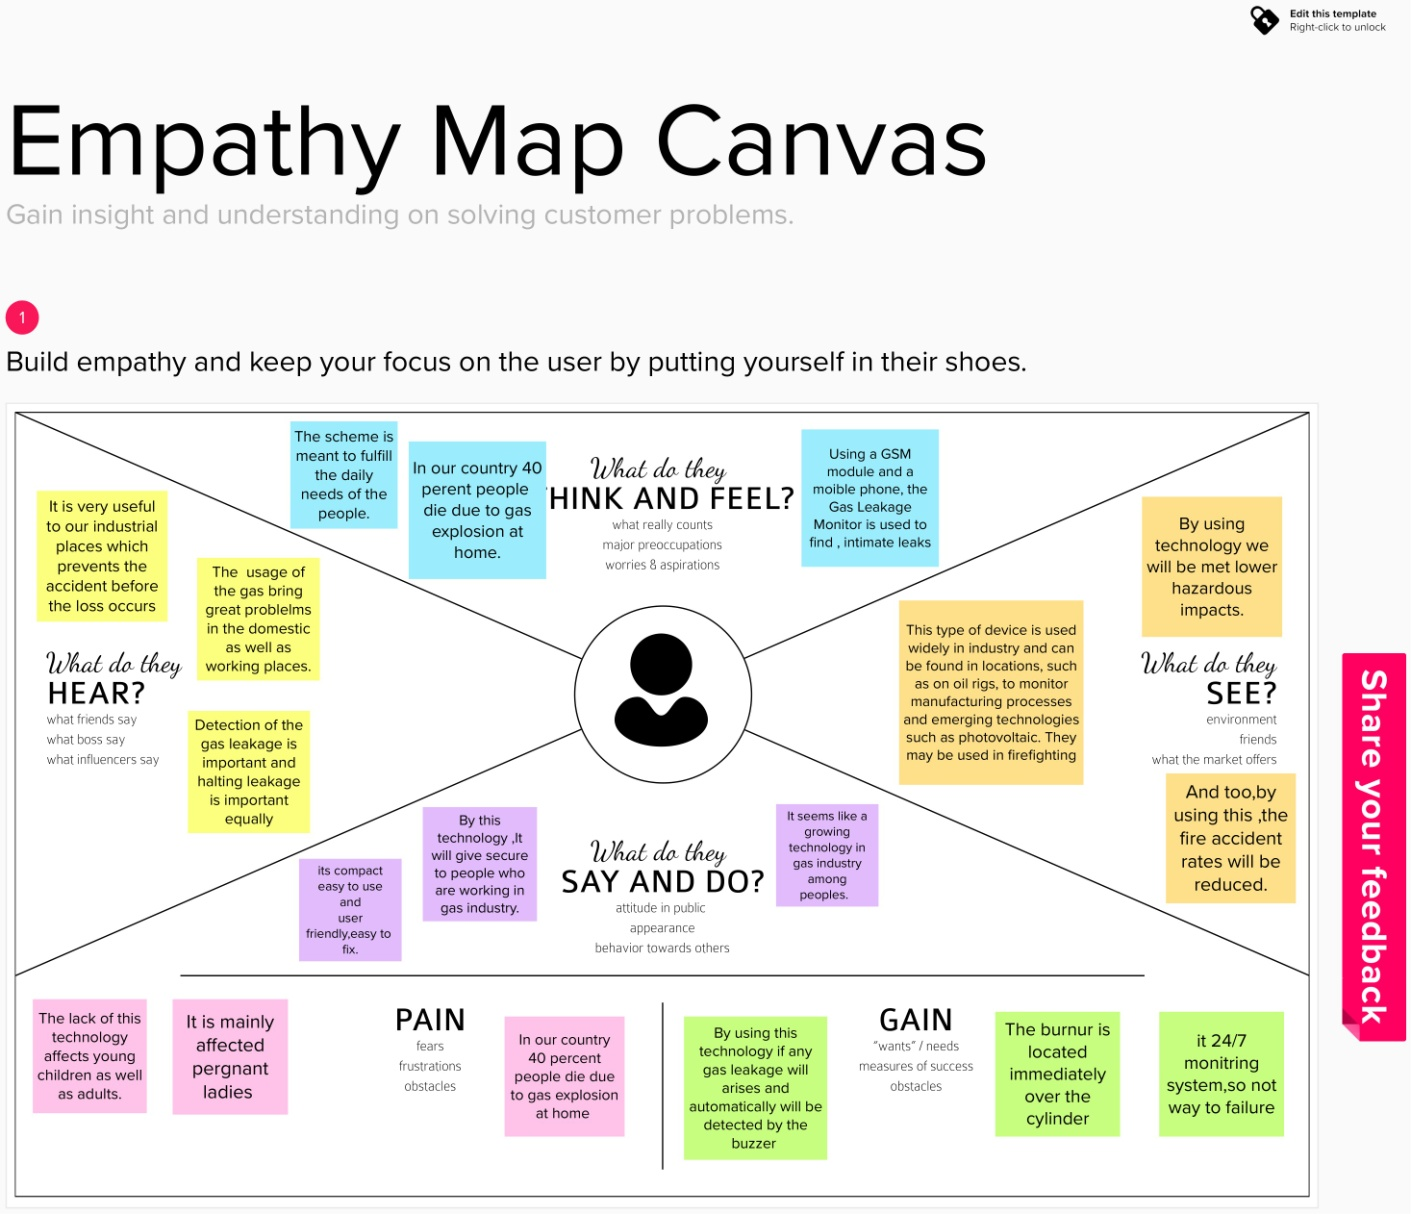 Edit this template
Right-click to unlock
Empathy Map Canvas
Gain insight and understanding on solving customer problems.
1
Build empathy and keep your focus on the user by putting yourself in their shoes.
The scheme is
meant to fulfill
the daily
needs of the
people.
In our country 40
perent people
die due to gas
explosion at
home.
What do they
THINK AND FEEL?
what really counts
major preoccupations
worries & aspirations
Using a GSM
module and a
moible phone, the
Gas Leakage
Monitor is used to
find , intimate leaks
It is very useful
to our industrial
places which
prevents the
accident before
the loss occurs
The usage of
the gas bring
great problelms
in the domestic
as well as
working places.
What do they
HEAR?
what friends say
what boss say
what influencers say
Detection of the
gas leakage is
important and
halting leakage
is important
equally
By using
technology we
will be met lower
hazardous
impacts.
This type of device is used
widely in industry and can
be found in locations, such
as on oil rigs, to monitor
manufacturing processes
and emerging technologies
such as photovoltaic. They
may be used in firefighting
What do they
SEE?
environment
friends
what the market offers
And too,by
using this ,the
fire accident
rates will be
reduced.
its compact
easy to use
and
user
friendly,easy to
fix.
By this
technology ,It
will give secure
to people who
are working in
gas industry.
What do they
SAY AND DO?
attitude in public
appearance
behavior towards others
It seems like a
growing
technology in
gas industry
among
peoples.
Share your feedback
The lack of this
technology
affects young
children as well
as adults.
It is mainly
affected
pergnant
ladies
PAIN
fears
frustrations
obstacles
In our country
40 percent
people die due
to gas explosion
at home
By using this
technology if any
gas leakage will
arises and
automatically will be
detected by the
buzzer
GAIN
"wants" / needs
measures of success
obstacles
The burnur is
located
immediately
over the
cylinder
it 24/7
monitring
system,so not
way to failure